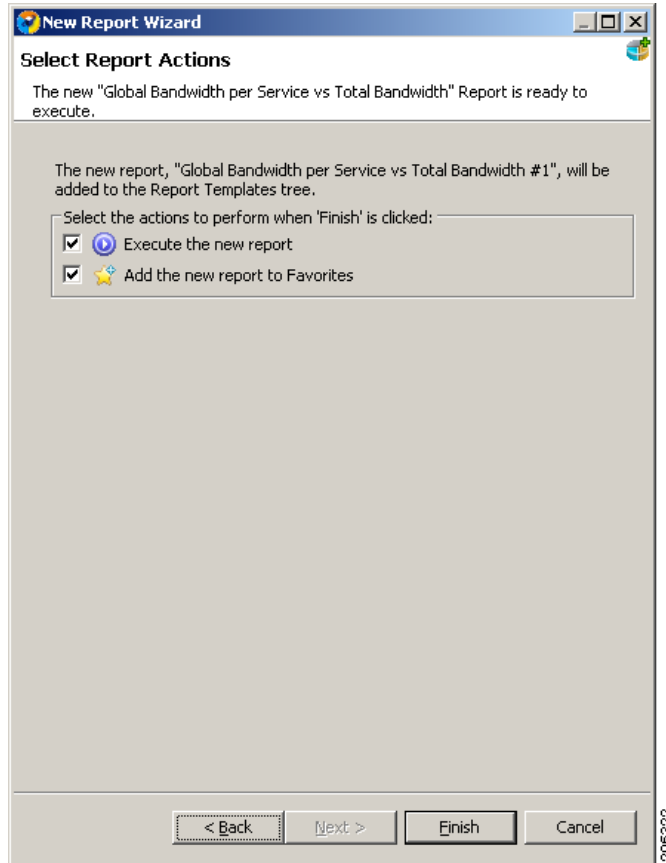 New Report Wizard
Select Report Actions
The new "Global Bandwidth per Service vs Total Bandwidth" Report is ready to
execute.
The new report, "Global Bandwidth per Service vs Total Bandwidth #1", will be
added to the Report Templates tree.
Select the actions to perform when 'Finish' is clicked:
Execute the new report
Add the new report to Favorites
< Back
Next >
Finish
Cancel